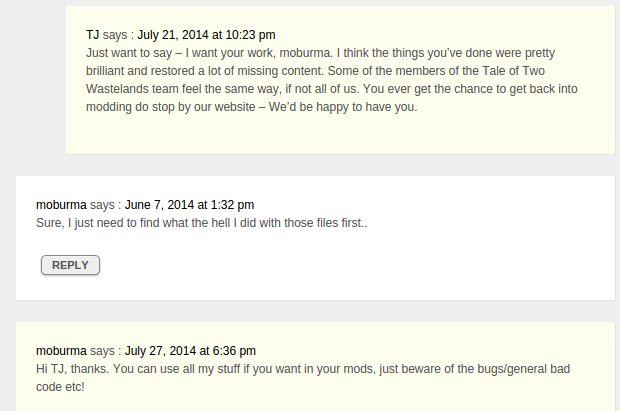 TJ says : July 21, 2014 at 10:23 pm
Just want to say – I want your work, moburma. I think the things you’ve done were pretty
brilliant and restored a lot of missing content. Some of the members of the Tale of Two
Wastelands team feel the same way, if not all of us. You ever get the chance to get back into
modding do stop by our website – We’d be happy to have you.
moburma says : June 7, 2014 at 1:32 pm
Sure, I just need to find what the hell I did with those files first..
REPLY
moburma says : July 27, 2014 at 6:36 pm
Hi TJ, thanks. You can use all my stuff if you want in your mods, just beware of the bugs/general bad
code etc!